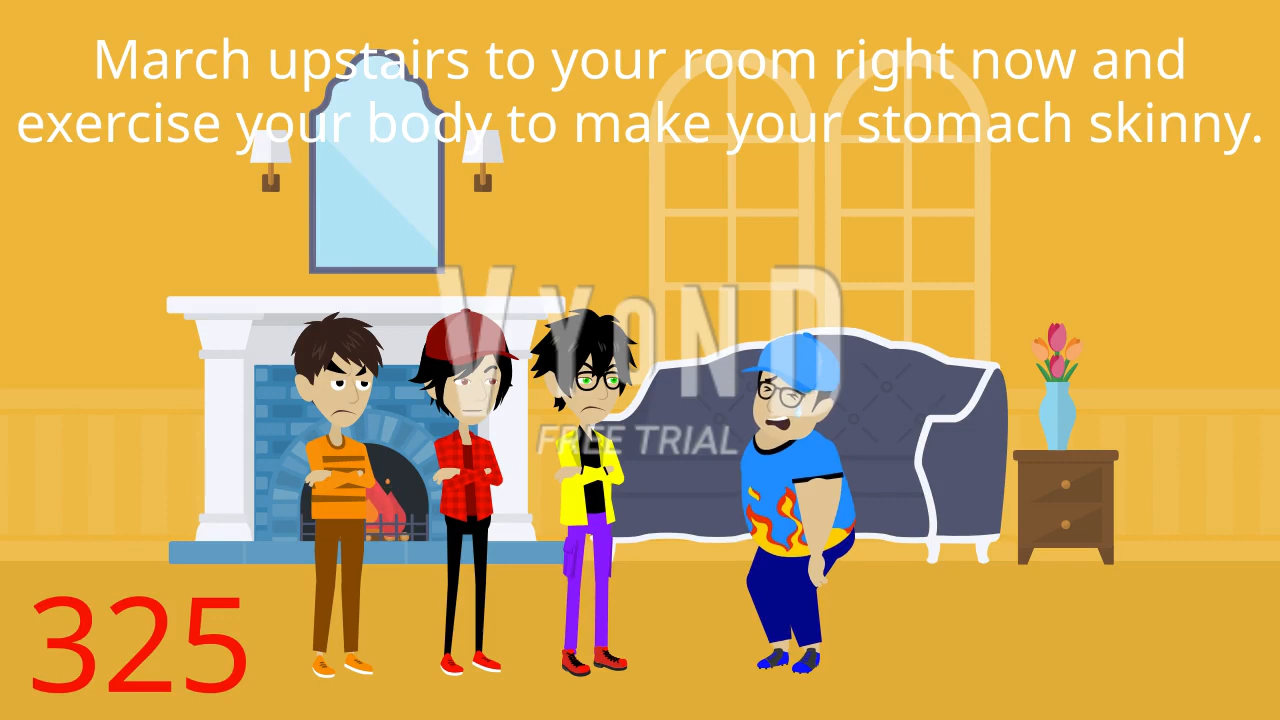 March upstairs to your room right now and
exercise your body to make your stomach skinny.
VYOND
FREE TRIAL
325